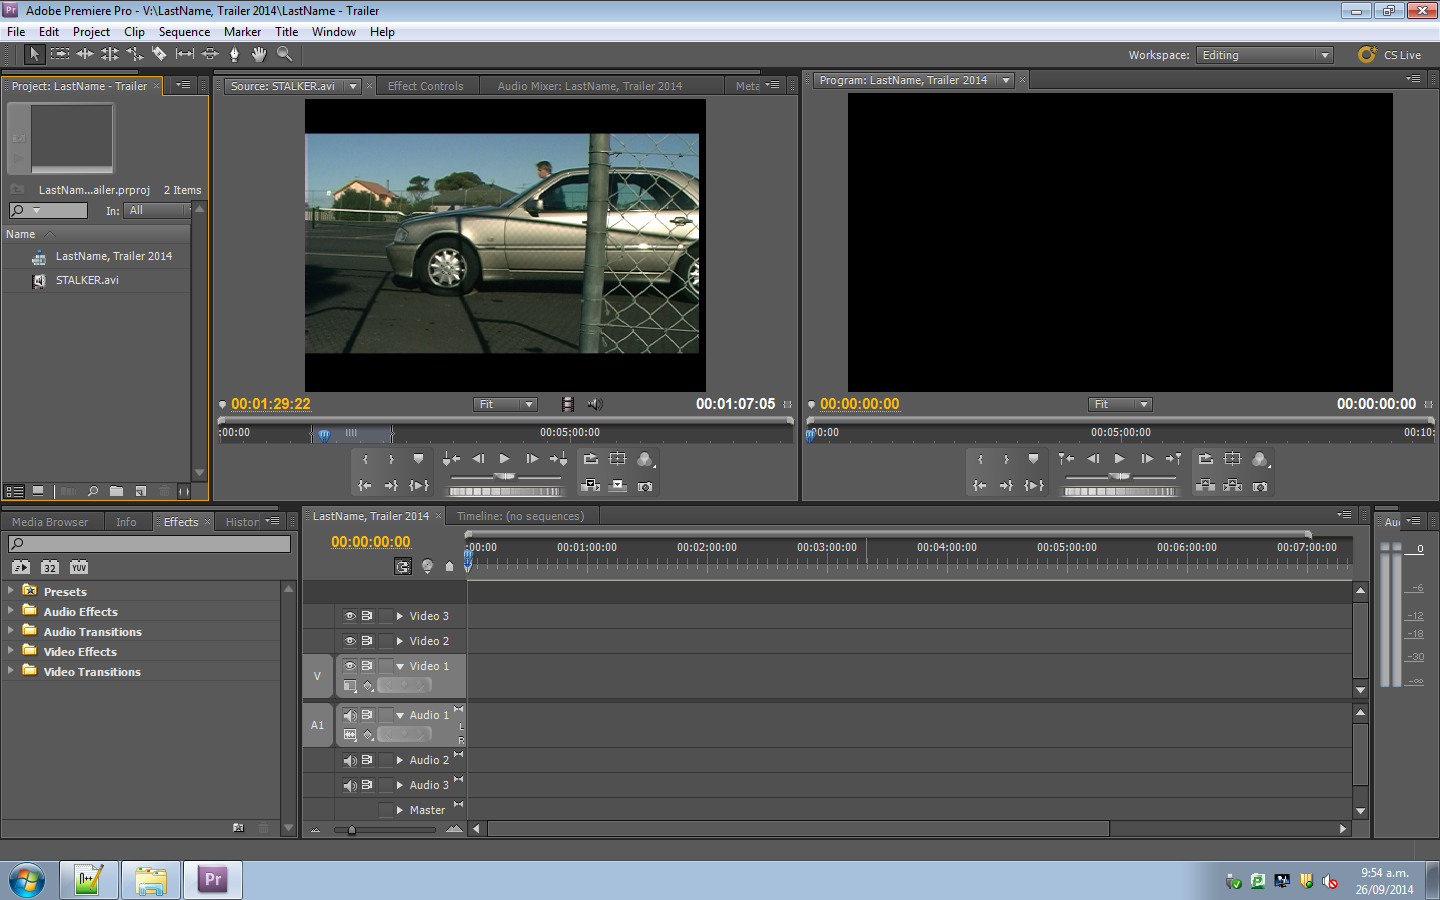 Pr Adobe Premiere Pro - V:\LastName, Trailer 2014\LastName - Trailer
File Edit Project Clip Sequence Marker Title Window Help
Workspace: Editing CS Live
Project: LastName - Trailer
Source: STALKER.avi Effect Controls Audio Mixer: LastName, Trailer 2014 Meta
Program: LastName, Trailer 2014
LastNam...ailer.prproj 2 Items
In: All
Name
LastName, Trailer 2014
STALKER.avi
00:01:29:22 Fit 00:01:07:05
:00:00 00:05:00:00
00:00:00:00 Fit 00:00:00:00
00:00 00:05:00:00 00:10:
Media Browser Info Effects Histor
32 YUV
Presets
Audio Effects
Audio Transitions
Video Effects
Video Transitions
LastName, Trailer 2014 Timeline: (no sequences)
00:00:00:00
:00:00 00:01:00:00 00:02:00:00 00:03:00:00 00:04:00:00 00:05:00:00 00:06:00:00 00:07:00:00
Video 3
Video 2
V Video 1
A1 Audio 1
L
R
Audio 2
Audio 3
Master
Au
0
-6
-12
-18
-30
-∞
Pr
9:54 a.m.
26/09/2014